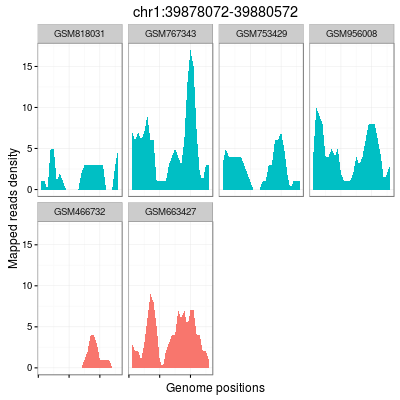 chr1:39878072-39880572
GSM818031 GSM767343 GSM753429 GSM956008
15
10
5
0
GSM466732 GSM663427
15
10
5
0
Mapped reads density
Genome positions